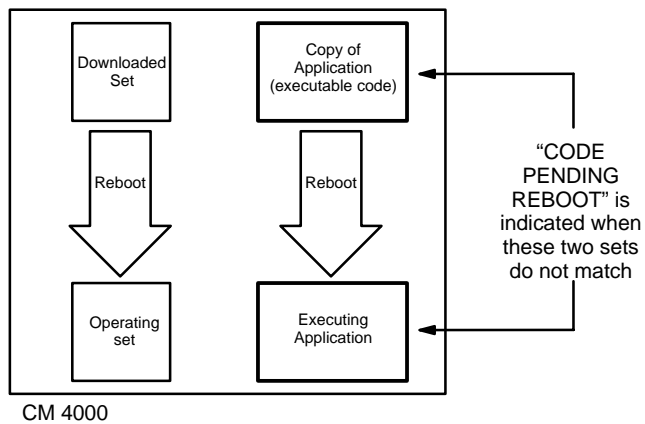 Downloaded
Set
Copy of
Application
(executable code)
Reboot
Reboot
“CODE
PENDING
REBOOT” is
indicated when
these two sets
do not match
Operating
set
Executing
Application
CM 4000